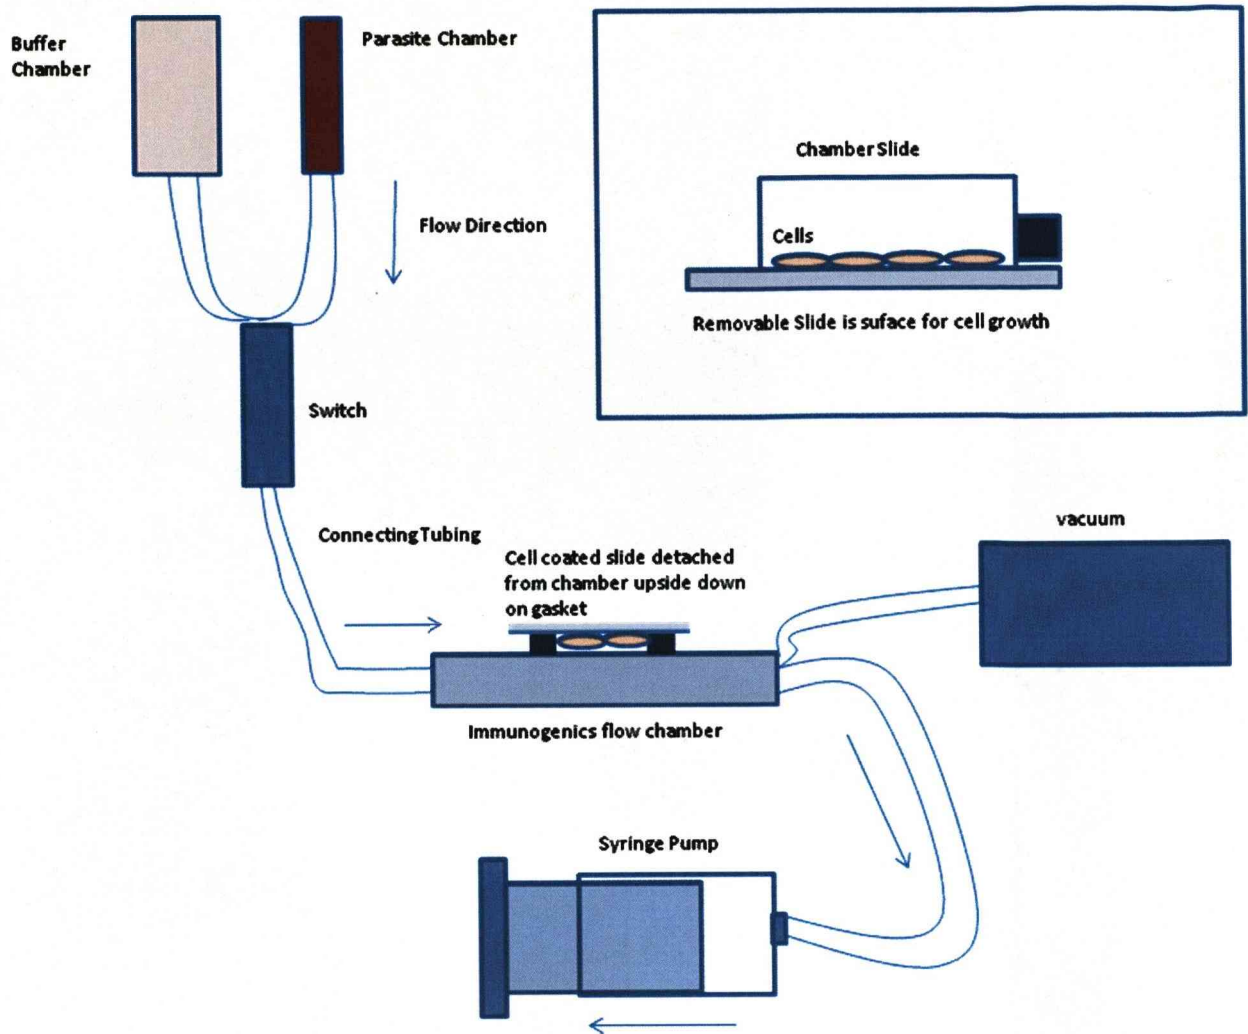 Buffer
Chamber
Parasite Chamber
Flow Direction
Switch
Connecting Tubing
Chamber Slide
Cells
Removable Slide is suface for cell growth
vacuum
Cell coated slide detached
from chamber upside down
on gasket
Immunogenics flow chamber
Syringe Pump